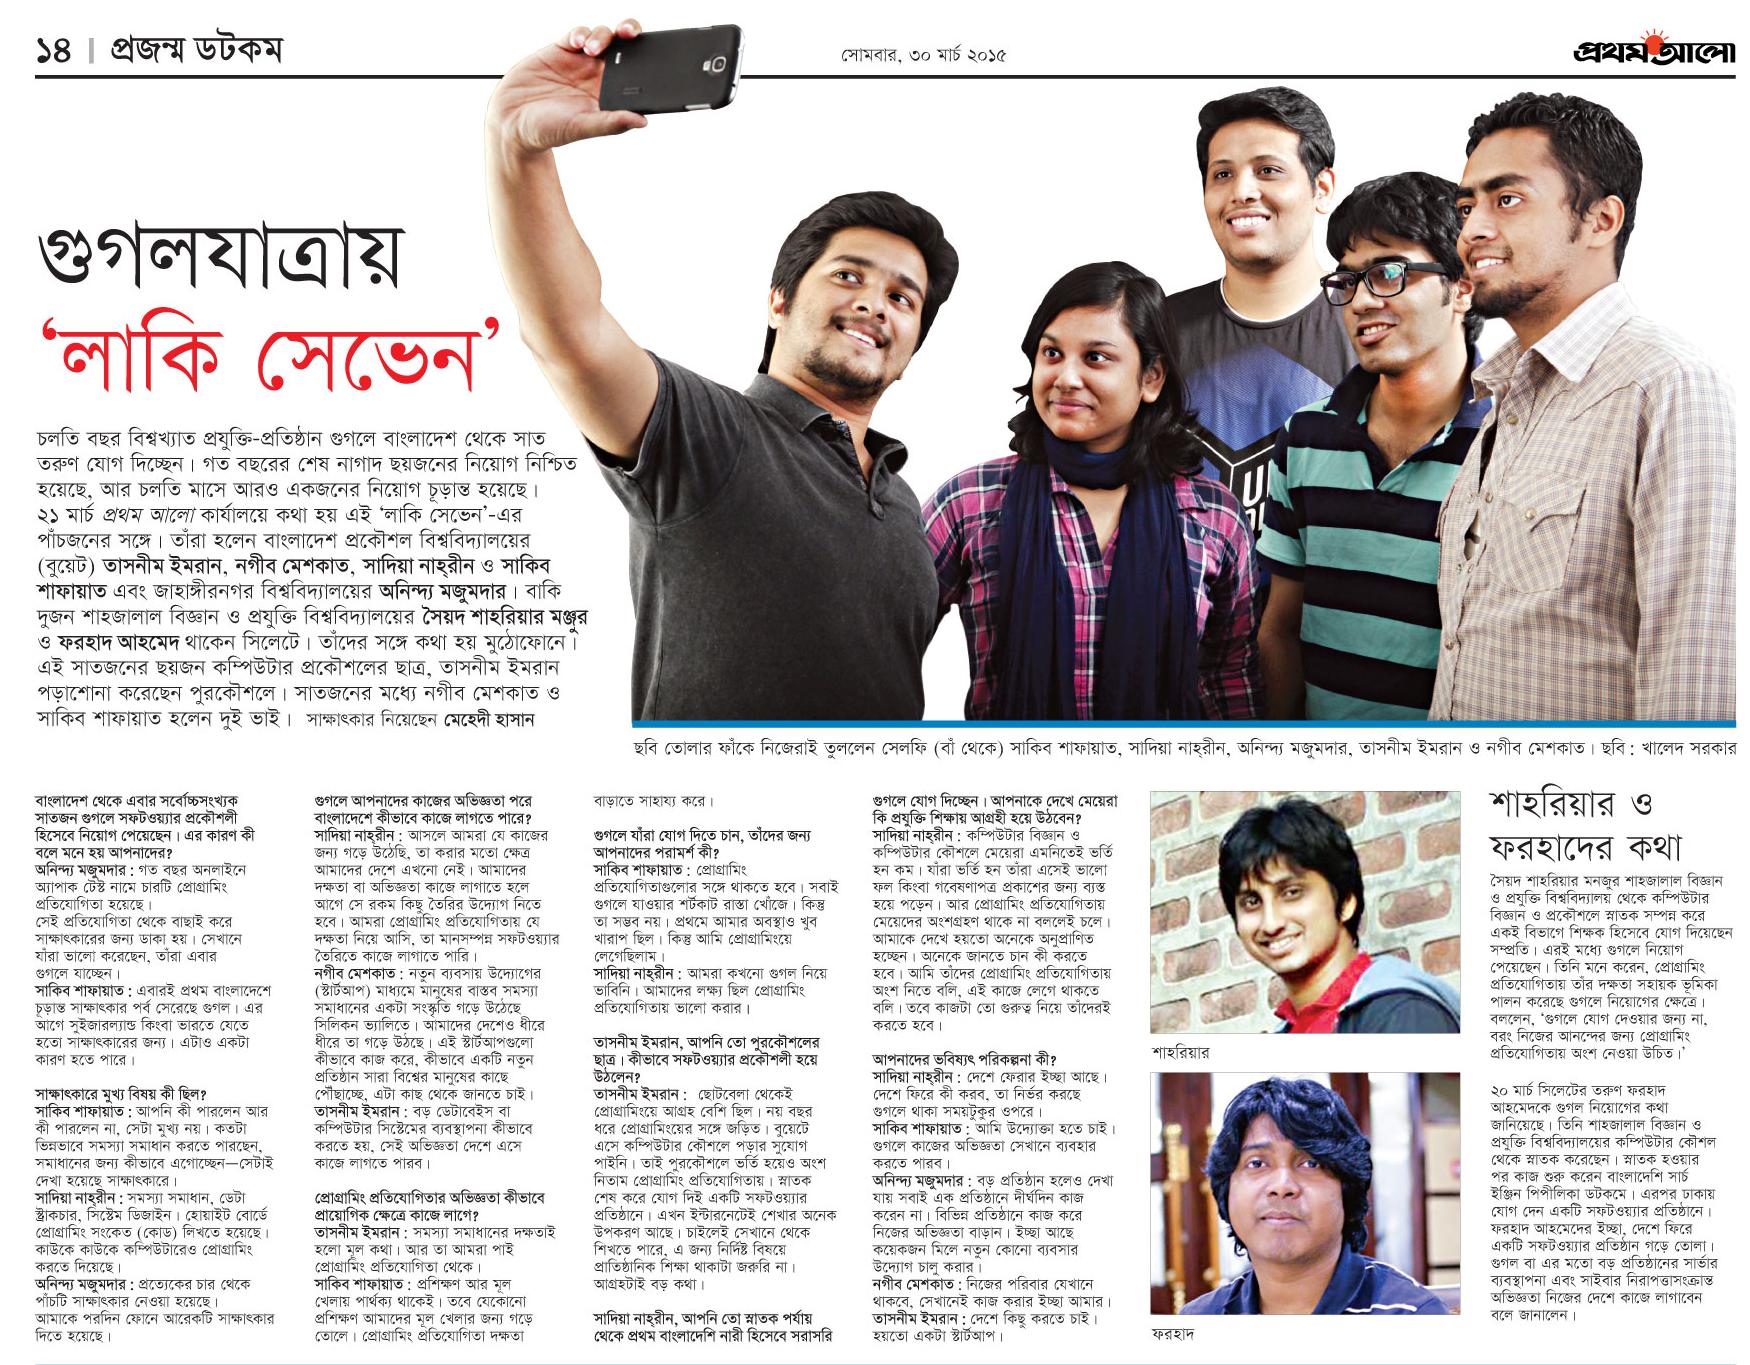 ১৪ | প্রজন্ম ডটকম
সোমবার, ৩০ মার্চ ২০১৫
প্রথম আলো
গুগলযাত্রায়
‘লাকি সেভেন’
চলতি বছর বিশ্বখ্যাত প্রযুক্তি-প্রতিষ্ঠান গুগলে বাংলাদেশ থেকে সাত
তরুণ যোগ দিচ্ছেন। গত বছরের শেষ নাগাদ ছয়জনের নিয়োগ নিশ্চিত
হয়েছে, আর চলতি মাসে আরও একজনের নিয়োগ চূড়ান্ত হয়েছে।
২১ মার্চ প্রথম আলো কার্যালয়ে কথা হয় এই ‘লাকি সেভেন’-এর
পাঁচজনের সঙ্গে। তাঁরা হলেন বাংলাদেশ প্রকৌশল বিশ্ববিদ্যালয়ের
(বুয়েট) তাসনীম ইমরান, নগীব মেশকাত, সাদিয়া নাহ্‌রীন ও সাকিব
শাফায়াত এবং জাহাঙ্গীরনগর বিশ্ববিদ্যালয়ের অনিন্দ্য মজুমদার। বাকি
দুজন শাহজালাল বিজ্ঞান ও প্রযুক্তি বিশ্ববিদ্যালয়ের সৈয়দ শাহরিয়ার মঞ্জুর
ও ফরহাদ আহমেদ থাকেন সিলেটে। তাঁদের সঙ্গে কথা হয় মুঠোফোনে।
এই সাতজনের ছয়জন কম্পিউটার প্রকৌশলের ছাত্র, তাসনীম ইমরান
পড়াশোনা করেছেন পুরকৌশলে। সাতজনের মধ্যে নগীব মেশকাত ও
সাকিব শাফায়াত হলেন দুই ভাই। সাক্ষাৎকার নিয়েছেন মেহেদী হাসান
U
ছবি তোলার ফাঁকে নিজেরাই তুললেন সেলফি (বাঁ থেকে) সাকিব শাফায়াত, সাদিয়া নাহ্‌রীন, অনিন্দ্য মজুমদার, তাসনীম ইমরান ও নগীব মেশকাত। ছবি : খালেদ সরকার
বাংলাদেশ থেকে এবার সর্বোচ্চসংখ্যক
সাতজন গুগলে সফটওয়্যার প্রকৌশলী
হিসেবে নিয়োগ পেয়েছেন। এর কারণ কী
বলে মনে হয় আপনাদের?
অনিন্দ্য মজুমদার : গত বছর অনলাইনে
অ্যাপাক টেস্ট নামে চারটি প্রোগ্রামিং
প্রতিযোগিতা হয়েছে।
সেই প্রতিযোগিতা থেকে বাছাই করে
সাক্ষাৎকারের জন্য ডাকা হয়। সেখানে
যাঁরা ভালো করেছেন, তাঁরা এবার
গুগলে যাচ্ছেন।
সাকিব শাফায়াত : এবারই প্রথম বাংলাদেশে
চূড়ান্ত সাক্ষাৎকার পর্ব সেরেছে গুগল। এর
আগে সুইজারল্যান্ড কিংবা ভারতে যেতে
হতো সাক্ষাৎকারের জন্য। এটাও একটা
কারণ হতে পারে।
সাক্ষাৎকারে মুখ্য বিষয় কী ছিল?
সাকিব শাফায়াত : আপনি কী পারলেন আর
কী পারলেন না, সেটা মুখ্য নয়। কতটা
ভিন্নভাবে সমস্যা সমাধান করতে পারছেন,
সমাধানের জন্য কীভাবে এগোচ্ছেন—সেটাই
দেখা হয়েছে সাক্ষাৎকারে।
সাদিয়া নাহ্‌রীন : সমস্যা সমাধান, ডেটা
স্ট্রাকচার, সিস্টেম ডিজাইন। হোয়াইট বোর্ডে
প্রোগ্রামিং সংকেত (কোড) লিখতে হয়েছে।
কাউকে কাউকে কম্পিউটারেও প্রোগ্রামিং
করতে দিয়েছে।
অনিন্দ্য মজুমদার : প্রত্যেকের চার থেকে
পাঁচটি সাক্ষাৎকার নেওয়া হয়েছে।
আমাকে পরদিন ফোনে আরেকটি সাক্ষাৎকার
দিতে হয়েছে।
গুগলে আপনাদের কাজের অভিজ্ঞতা পরে
বাংলাদেশে কীভাবে কাজে লাগতে পারে?
সাদিয়া নাহ্‌রীন : আসলে আমরা যে কাজের
জন্য গড়ে উঠেছি, তা করার মতো ক্ষেত্র
আমাদের দেশে এখনো নেই। আমাদের
দক্ষতা বা অভিজ্ঞতা কাজে লাগাতে হলে
আগে সে রকম কিছু তৈরির উদ্যোগ নিতে
হবে। আমরা প্রোগ্রামিং প্রতিযোগিতায় যে
দক্ষতা নিয়ে আসি, তা মানসম্পন্ন সফটওয়্যার
তৈরিতে কাজে লাগাতে পারি।
নগীব মেশকাত : নতুন ব্যবসায় উদ্যোগের
(স্টার্টআপ) মাধ্যমে মানুষের বাস্তব সমস্যা
সমাধানের একটা সংস্কৃতি গড়ে উঠেছে
সিলিকন ভ্যালিতে। আমাদের দেশেও ধীরে
ধীরে তা গড়ে উঠছে। এই স্টার্টআপগুলো
কীভাবে কাজ করে, কীভাবে একটি নতুন
প্রতিষ্ঠান সারা বিশ্বের মানুষের কাছে
পৌঁছাচ্ছে, এটা কাছ থেকে জানতে চাই।
তাসনীম ইমরান : বড় ডেটাবেইস বা
কম্পিউটার সিস্টেমের ব্যবস্থাপনা কীভাবে
করতে হয়, সেই অভিজ্ঞতা দেশে এসে
কাজে লাগতে পারব।
প্রোগ্রামিং প্রতিযোগিতার অভিজ্ঞতা কীভাবে
প্রায়োগিক ক্ষেত্রে কাজে লাগে?
তাসনীম ইমরান : সমস্যা সমাধানের দক্ষতাই
হলো মূল কথা। আর তা আমরা পাই
প্রোগ্রামিং প্রতিযোগিতা থেকে।
সাকিব শাফায়াত : প্রশিক্ষণ আর মূল
খেলায় পার্থক্য থাকেই। তবে যেকোনো
প্রশিক্ষণ আমাদের মূল খেলার জন্য গড়ে
তোলে। প্রোগ্রামিং প্রতিযোগিতা দক্ষতা
বাড়াতে সাহায্য করে।
গুগলে যাঁরা যোগ দিতে চান, তাঁদের জন্য
আপনাদের পরামর্শ কী?
সাকিব শাফায়াত : প্রোগ্রামিং
প্রতিযোগিতাগুলোর সঙ্গে থাকতে হবে। সবাই
গুগলে যাওয়ার শর্টকাট রাস্তা খোঁজে। কিন্তু
তা সম্ভব নয়। প্রথমে আমার অবস্থাও খুব
খারাপ ছিল। কিন্তু আমি প্রোগ্রামিংয়ে
লেগেছিলাম।
সাদিয়া নাহ্‌রীন : আমরা কখনো গুগল নিয়ে
ভাবিনি। আমাদের লক্ষ্য ছিল প্রোগ্রামিং
প্রতিযোগিতায় ভালো করার।
তাসনীম ইমরান, আপনি তো পুরকৌশলের
ছাত্র। কীভাবে সফটওয়্যার প্রকৌশলী হয়ে
উঠলেন?
তাসনীম ইমরান : ছোটবেলা থেকেই
প্রোগ্রামিংয়ে আগ্রহ বেশি ছিল। নয় বছর
ধরে প্রোগ্রামিংয়ের সঙ্গে জড়িত। বুয়েটে
এসে কম্পিউটার কৌশলে পড়ার সুযোগ
পাইনি। তাই পুরকৌশলে ভর্তি হয়েও অংশ
নিতাম প্রোগ্রামিং প্রতিযোগিতায়। স্নাতক
শেষ করে যোগ দিই একটি সফটওয়্যার
প্রতিষ্ঠানে। এখন ইন্টারনেটেই শেখার অনেক
উপকরণ আছে। চাইলেই সেখানে থেকে
শিখতে পারে, এ জন্য নির্দিষ্ট বিষয়ে
প্রাতিষ্ঠানিক শিক্ষা থাকাটা জরুরি না।
আগ্রহটাই বড় কথা।
সাদিয়া নাহ্‌রীন, আপনি তো স্নাতক পর্যায়
থেকে প্রথম বাংলাদেশি নারী হিসেবে সরাসরি
গুগলে যোগ দিচ্ছেন। আপনাকে দেখে মেয়েরা
কি প্রযুক্তি শিক্ষায় আগ্রহী হয়ে উঠবেন?
সাদিয়া নাহ্‌রীন : কম্পিউটার বিজ্ঞান ও
কম্পিউটার কৌশলে মেয়েরা এমনিতেই ভর্তি
হন কম। যাঁরা ভর্তি হন তাঁরা এসেই ভালো
ফল কিংবা গবেষণাপত্র প্রকাশের জন্য ব্যস্ত
হয়ে পড়েন। আর প্রোগ্রামিং প্রতিযোগিতায়
মেয়েদের অংশগ্রহণ থাকে না বললেই চলে।
আমাকে দেখে হয়তো অনেকে অনুপ্রাণিত
হচ্ছেন। অনেকে জানতে চান কী করতে
হবে। আমি তাঁদের প্রোগ্রামিং প্রতিযোগিতায়
অংশ নিতে বলি, এই কাজে লেগে থাকতে
বলি। তবে কাজটা তো গুরুত্ব নিয়ে তাঁদেরই
করতে হবে।
আপনাদের ভবিষ্যৎ পরিকল্পনা কী?
সাদিয়া নাহ্‌রীন : দেশে ফেরার ইচ্ছা আছে।
দেশে ফিরে কী করব, তা নির্ভর করছে
গুগলে থাকা সময়টুকুর ওপরে।
সাকিব শাফায়াত : আমি উদ্যোক্তা হতে চাই।
গুগলে কাজের অভিজ্ঞতা সেখানে ব্যবহার
করতে পারব।
অনিন্দ্য মজুমদার : বড় প্রতিষ্ঠান হলেও দেখা
যায় সবাই এক প্রতিষ্ঠানে দীর্ঘদিন কাজ
করেন না। বিভিন্ন প্রতিষ্ঠানে কাজ করে
নিজের অভিজ্ঞতা বাড়ান। ইচ্ছা আছে
কয়েকজন মিলে নতুন কোনো ব্যবসার
উদ্যোগ চালু করার।
নগীব মেশকাত : নিজের পরিবার যেখানে
থাকবে, সেখানেই কাজ করার ইচ্ছা আমার।
তাসনীম ইমরান : দেশে কিছু করতে চাই।
হয়তো একটা স্টার্টআপ।
শাহরিয়ার
ফরহাদ
শাহরিয়ার ও
ফরহাদের কথা
সৈয়দ শাহরিয়ার মনজুর শাহজালাল বিজ্ঞান
ও প্রযুক্তি বিশ্ববিদ্যালয় থেকে কম্পিউটার
বিজ্ঞান ও প্রকৌশলে স্নাতক সম্পন্ন করে
একই বিভাগে শিক্ষক হিসেবে যোগ দিয়েছেন
সম্প্রতি। এরই মধ্যে গুগলে নিয়োগ
পেয়েছেন। তিনি মনে করেন, প্রোগ্রামিং
প্রতিযোগিতায় তাঁর দক্ষতা সহায়ক ভূমিকা
পালন করেছে গুগলে নিয়োগের ক্ষেত্রে।
বললেন, ‘গুগলে যোগ দেওয়ার জন্য না,
বরং নিজের আনন্দের জন্য প্রোগ্রামিং
প্রতিযোগিতায় অংশ নেওয়া উচিত।’
২০ মার্চ সিলেটের তরুণ ফরহাদ
আহমেদকে গুগল নিয়োগের কথা
জানিয়েছে। তিনি শাহজালাল বিজ্ঞান ও
প্রযুক্তি বিশ্ববিদ্যালয়ের কম্পিউটার কৌশল
থেকে স্নাতক করেছেন। স্নাতক হওয়ার
পর কাজ শুরু করেন বাংলাদেশি সার্চ
ইঞ্জিন পিপীলিকা ডটকমে। এরপর ঢাকায়
যোগ দেন একটি সফটওয়্যার প্রতিষ্ঠানে।
ফরহাদ আহমেদের ইচ্ছা, দেশে ফিরে
একটি সফটওয়্যার প্রতিষ্ঠান গড়ে তোলা।
গুগল বা এর মতো বড় প্রতিষ্ঠানের সার্ভার
ব্যবস্থাপনা এবং সাইবার নিরাপত্তাসংক্রান্ত
অভিজ্ঞতা নিজের দেশে কাজে লাগাবেন
বলে জানালেন।